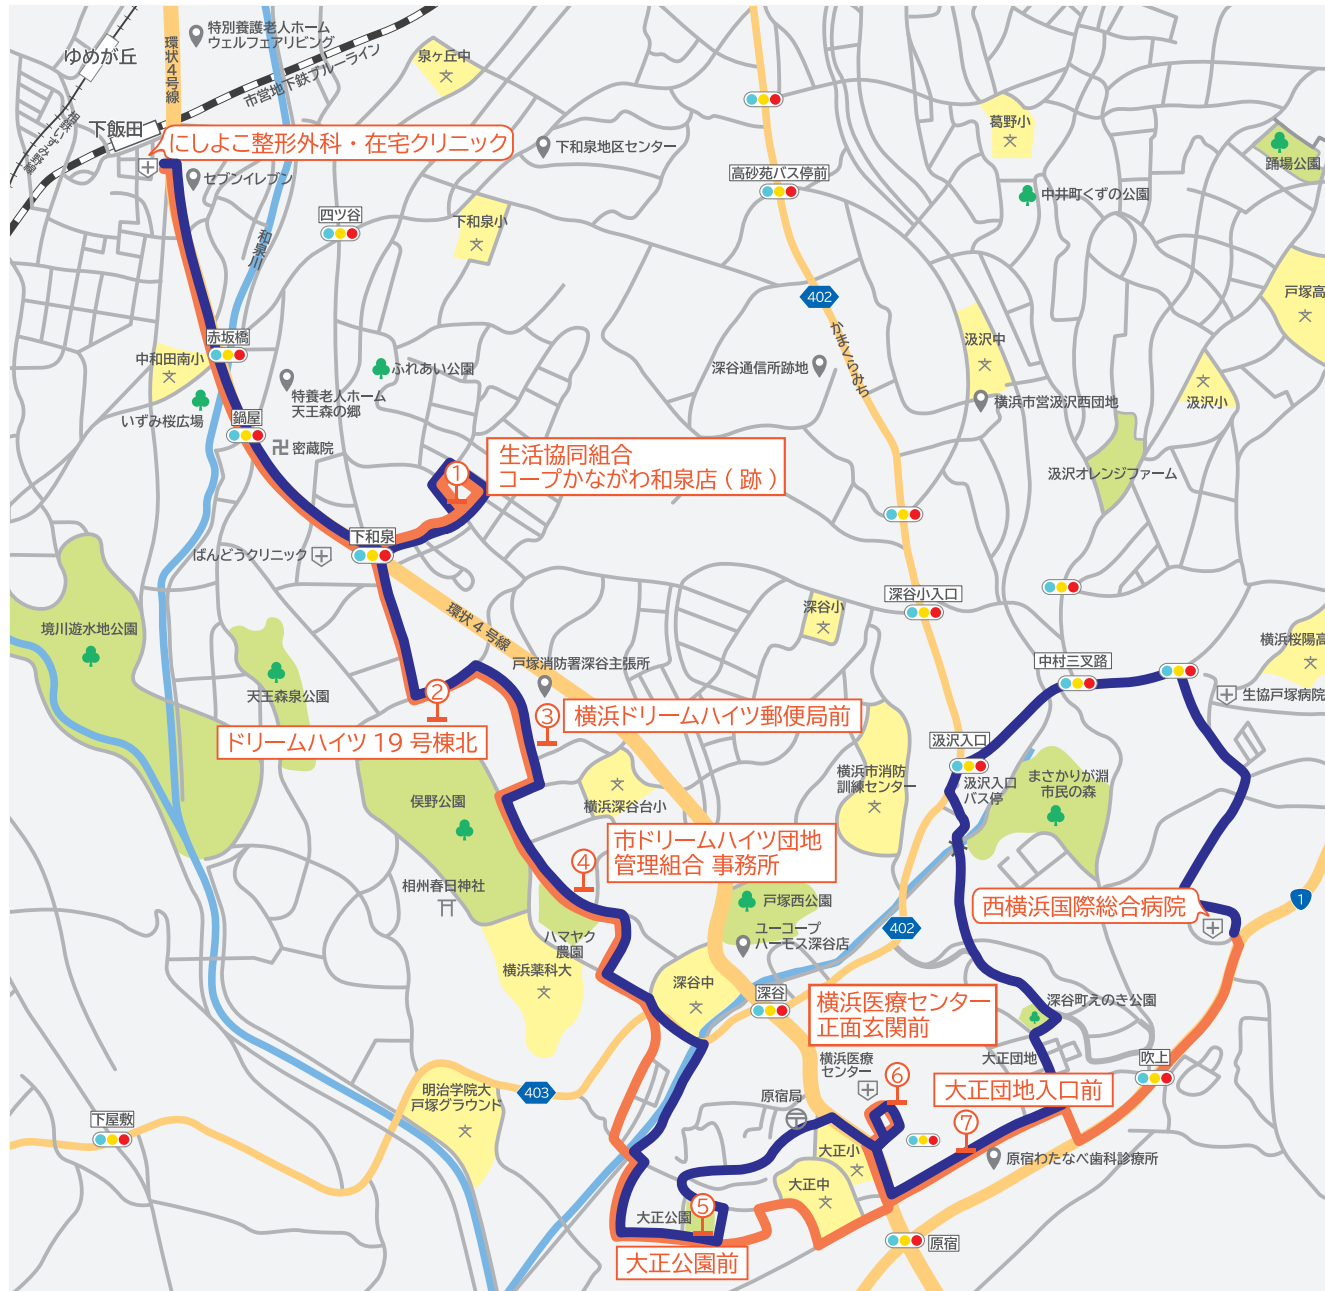 特別養護老人ホーム
ウェルフェアリビング
ゆめが丘
環状4号線
市営地下鉄ブルーライン
泉ヶ丘中
下飯田
相鉄いずみ野線
にしよこ整形外科・在宅クリニック
セブンイレブン
下和泉地区センター
高砂苑バス停前
葛野小
踊場公園
中井町くずの公園
四ツ谷
下和泉小
和泉川
戸塚高
402
かまくらみち
赤坂橋
中和田南小
いずみ桜広場
鍋屋
特養老人ホーム
天王森の郷
ふれあい公園
深谷通信所跡地
汲沢中
横浜市営汲沢西団地
汲沢小
密蔵院
汲沢オレンジファーム
1
生活協同組合
コープかながわ和泉店(跡)
下和泉
ばんどうクリニック
環状4号線
深谷小
深谷小入口
境川遊水地公園
天王森泉公園
戸塚消防署深谷主張所
中村三叉路
横浜桜陽高
生協戸塚病院
2
ドリームハイツ19号棟北
3
横浜ドリームハイツ郵便局前
汲沢入口
汲沢入口
バス停
まさかりが淵
市民の森
横浜市消防
訓練センター
横浜深谷台小
俣野公園
市ドリームハイツ団地
管理組合 事務所
4
相州春日神社
ハマヤク
農園
横浜薬科大
戸塚西公園
ユーコープ
ハーモス深谷店
402
西横浜国際総合病院
1
深谷中
深谷
横浜医療センター
正面玄関前
深谷町えのき公園
大正団地
吹上
横浜医療
センター
6
大正団地入口前
7
原宿局
403
明治学院大
戸塚グラウンド
下屋敷
大正小
大正中
原宿わたなべ歯科診療所
大正公園
5
大正公園前
原宿